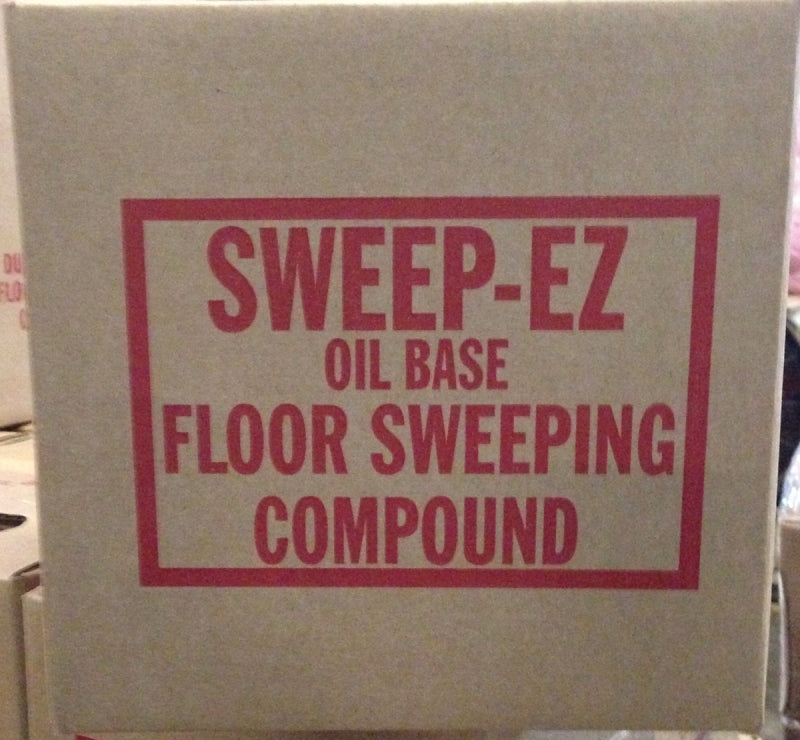 SWEEP-EZ
OIL BASE
FLOOR SWEEPING
COMPOUND